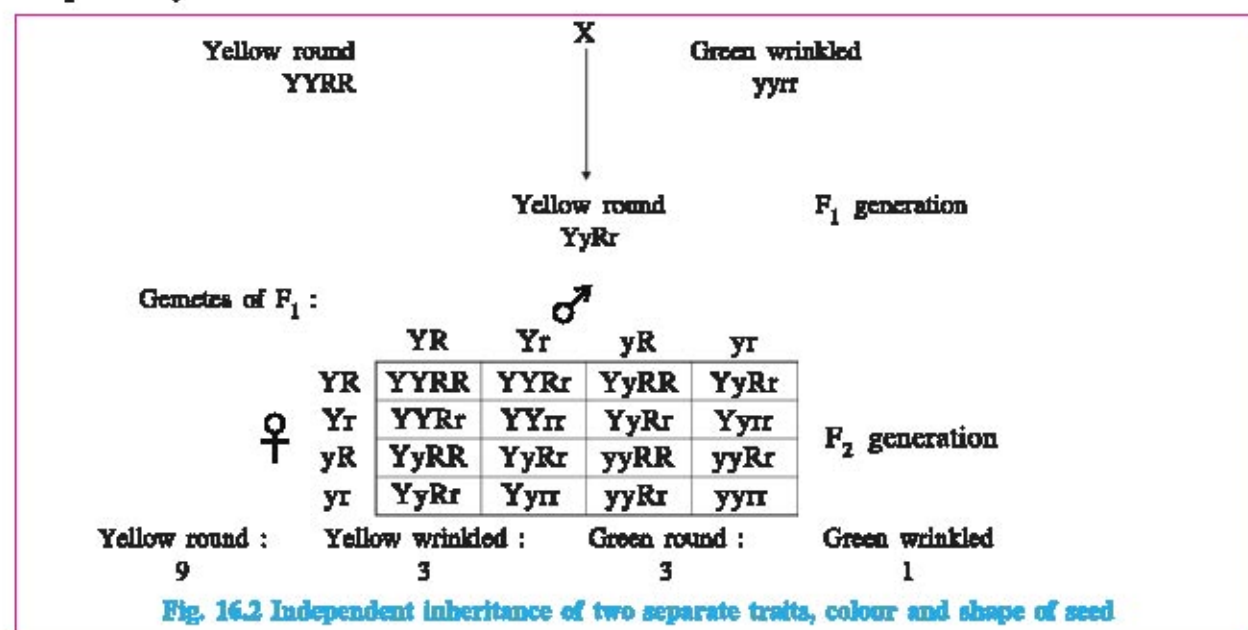 X
Yellow round Green wrinkled
YYRR yyrr
Yellow round F₁ generation
YyRr
Gemetes of F₁ : ♂
YR Yr yR yr
YR YYRR YYRr YyRR YyRr
Yr YYRr YYrr YyRr Yyrr
♀ F₂ generation
yR YyRR YyRr yyRR yyRr
yr YyRr Yyrr yyRr yyrr
Yellow round : Yellow wrinkled : Green round : Green wrinkled
9 3 3 1
Fig. 16.2 Independent inheritance of two separate traits, colour and shape of seed